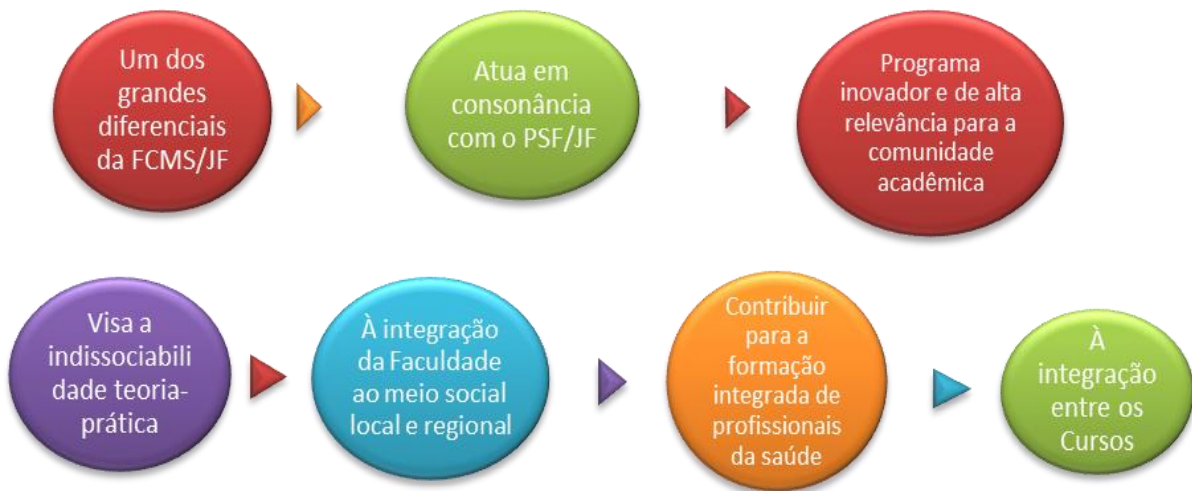 Um dos
grandes
diferenciais
da FCMS/JF
Atua em
consonância
com o PSF/JF
Programa
inovador e de alta
relevância para a
comunidade
acadêmica
Visa a
indissociabili
dade teoria-
prática
À integração
da Faculdade
ao meio social
local e regional
Contribuir
para a
formação
integrada de
profissionais
da saúde
À
integração
entre os
Cursos